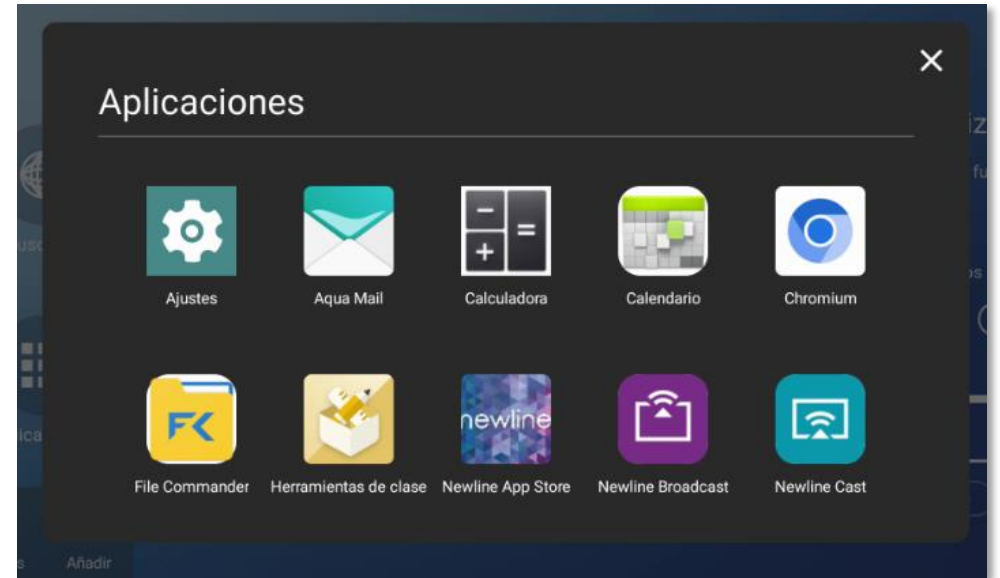 Aplicaciones
Ajustes
Aqua Mail
Calculadora
Calendario
Chromium
newline
File Commander
Herramientas de clase
Newline App Store
Newline Broadcast
Newline Cast
Añadir